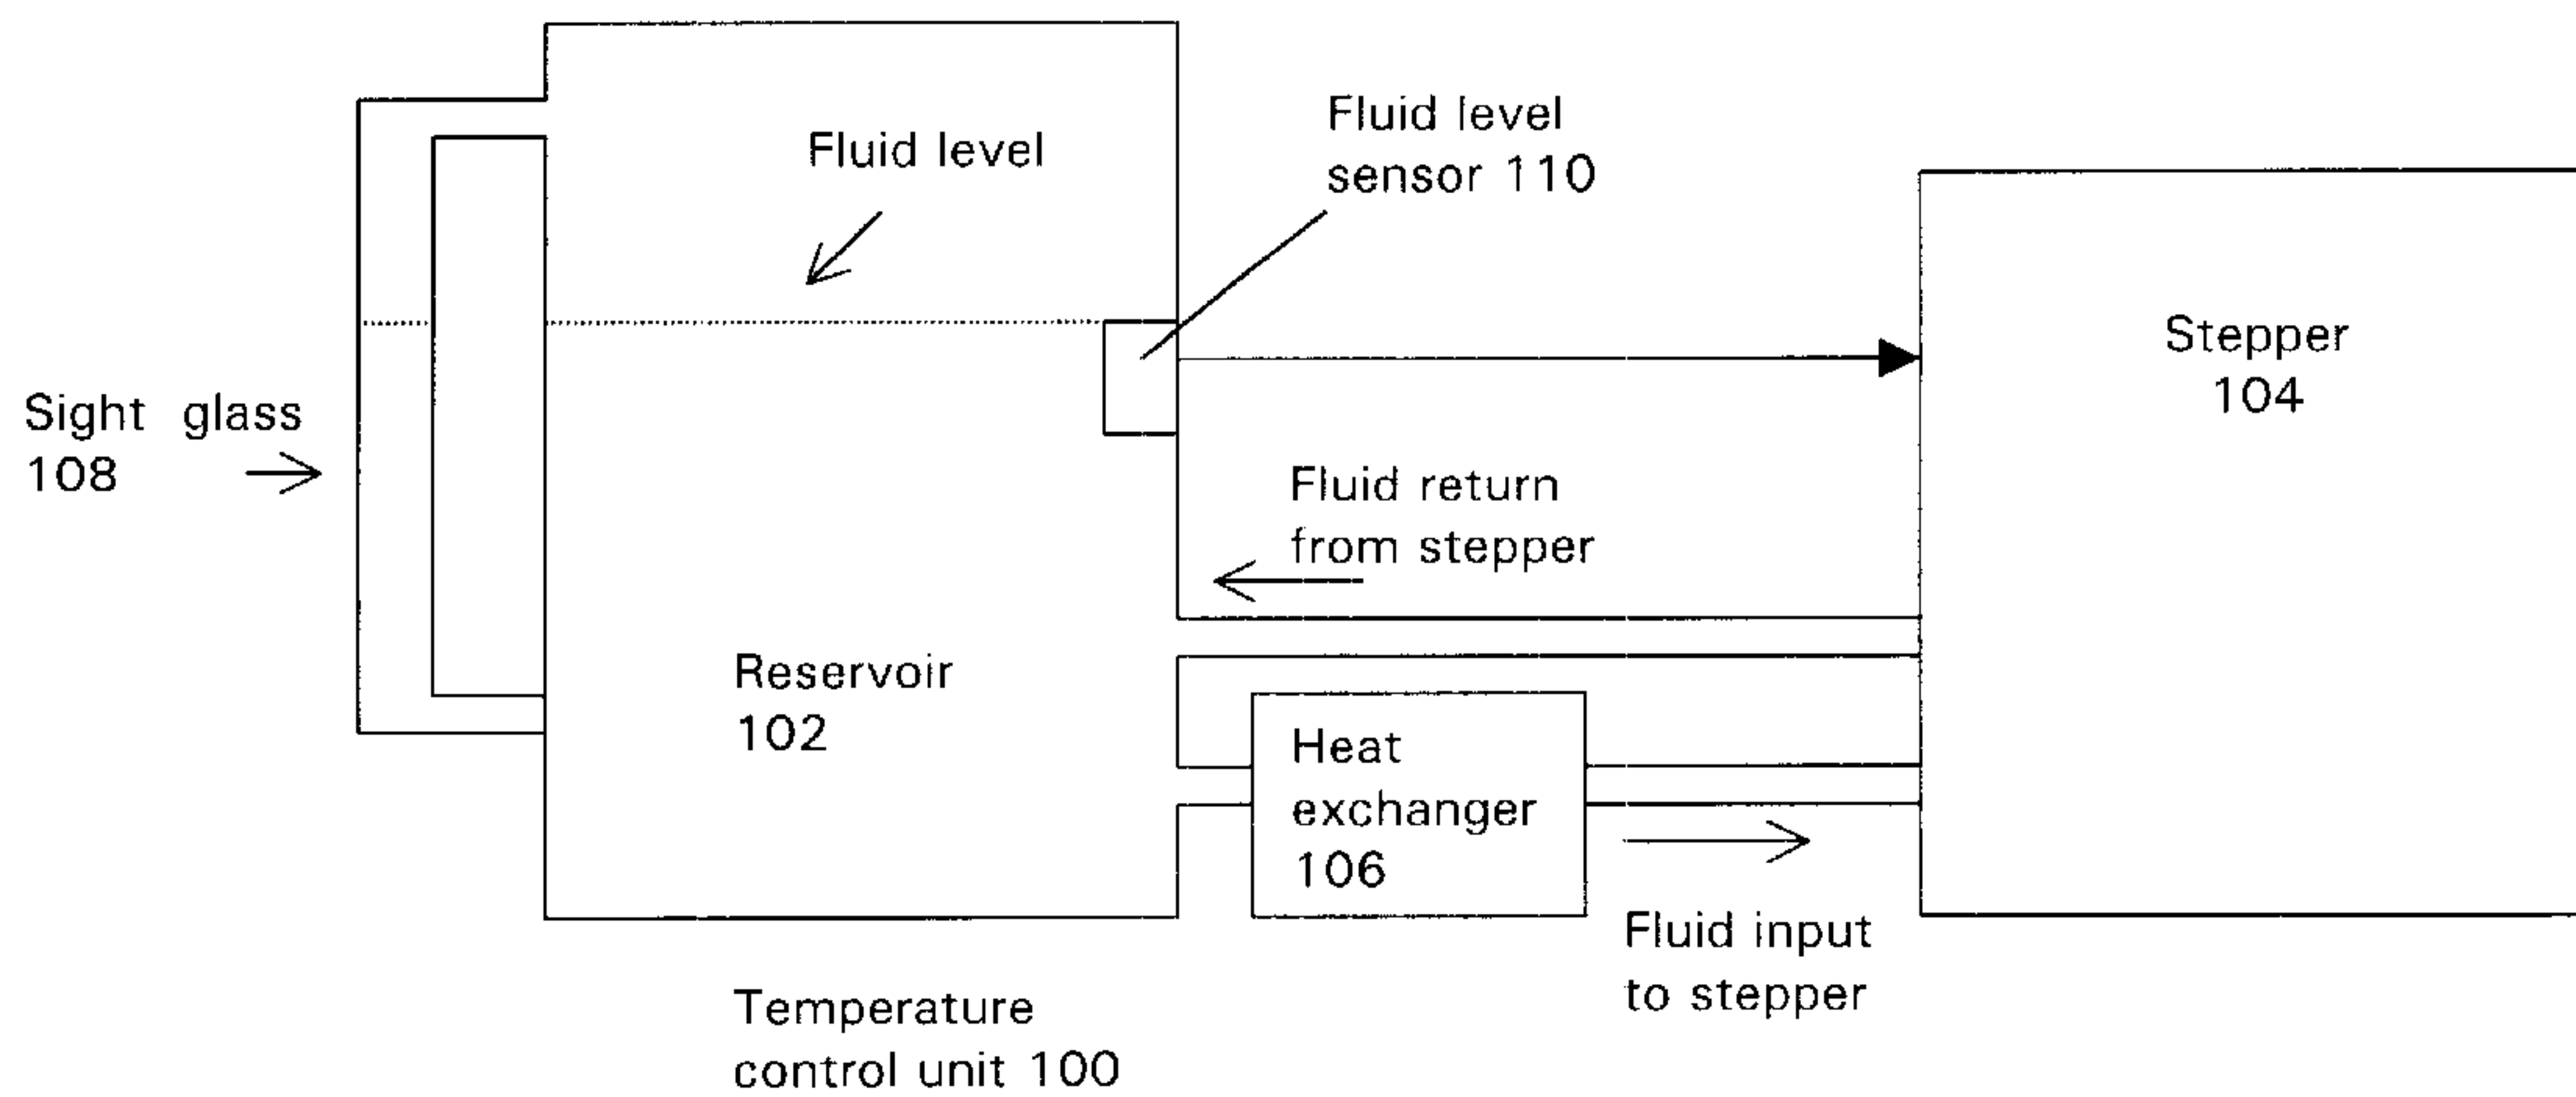 Fluid level
Fluid level
sensor 110
Stepper
104
Sight glass
108
Fluid return
from stepper
Reservoir
102
Heat
exchanger
106
Fluid input
to stepper
Temperature
control unit 100